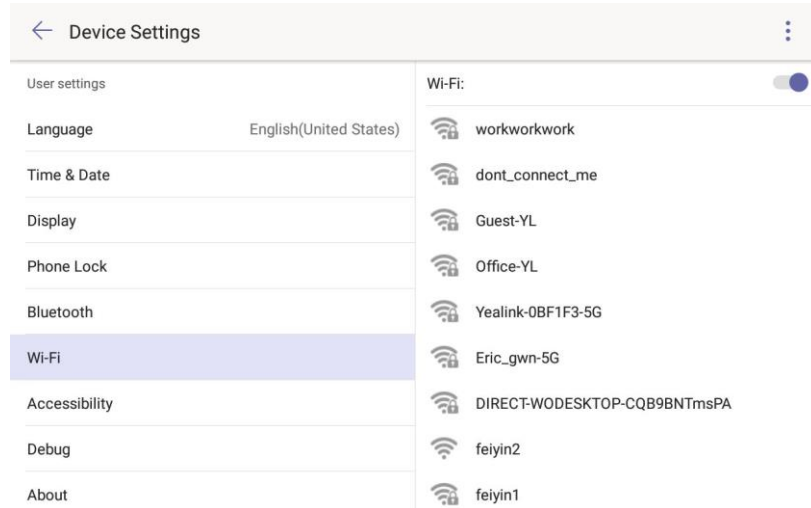 Device Settings
User settings
Language English(United States)
Time & Date
Display
Phone Lock
Bluetooth
Wi-Fi
Accessibility
Debug
About
Wi-Fi:
workworkwork
dont_connect_me
Guest-YL
Office-YL
Yealink-0BF1F3-5G
Eric_gwn-5G
DIRECT-WODESKTOP-CQB9BNTmsPA
feiyin2
feiyin1